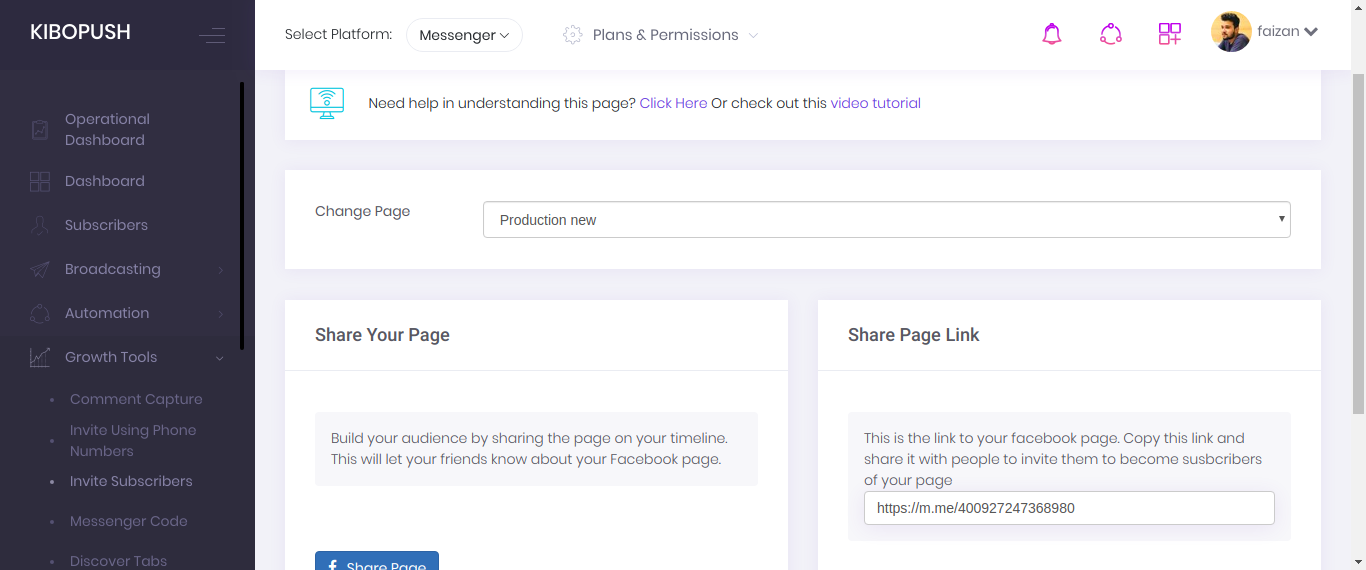 KIBOPUSH
Select Platform: Messenger
Plans & Permissions
faizan
Operational
Dashboard
Dashboard
Subscribers
Broadcasting
Automation
Growth Tools
Comment Capture
Invite Using Phone
Numbers
Invite Subscribers
Messenger Code
Discover Tabs
Need help in understanding this page? Click Here Or check out this video tutorial
Change Page
Production new
Share Your Page
Build your audience by sharing the page on your timeline.
This will let your friends know about your Facebook page.
Share Page
Share Page Link
This is the link to your facebook page. Copy this link and
share it with people to invite them to become susbcribers
of your page
https://m.me/400927247368980